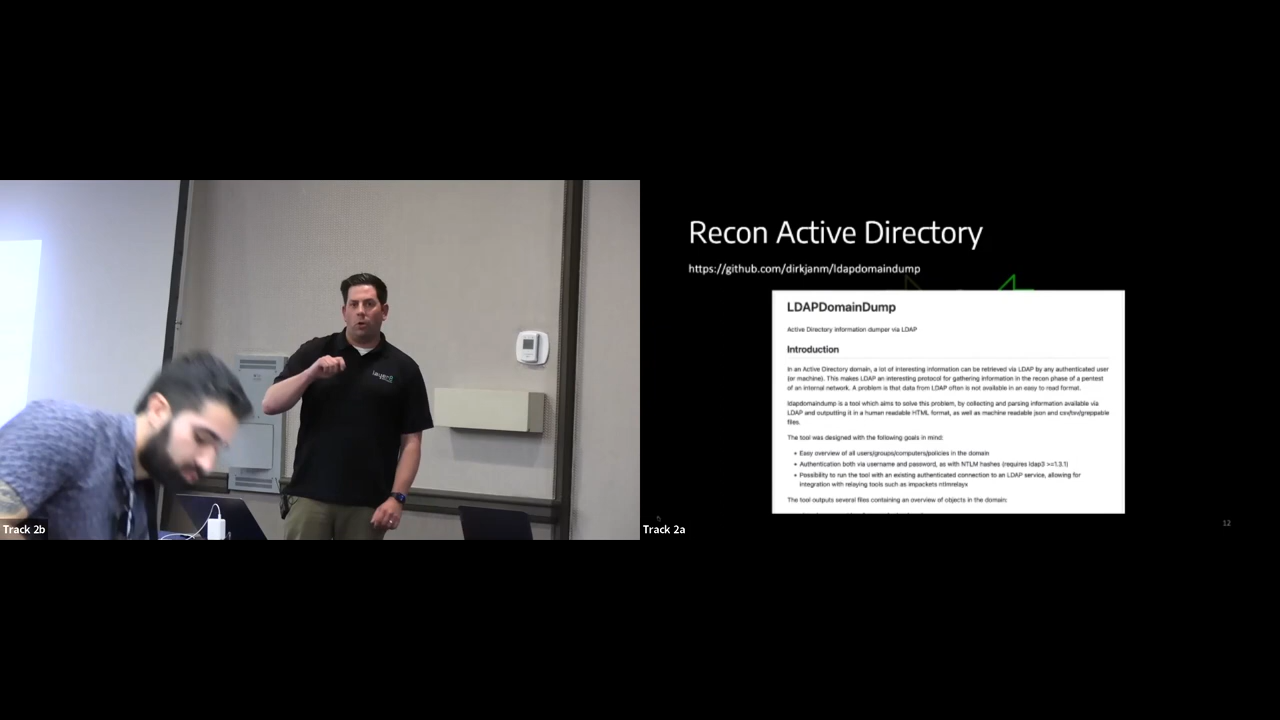 Recon Active Directory
https://github.com/dirkjanm/ldapdomaindump
LDAPDomainDump
Active Directory information dumper via LDAP
Introduction
In an Active Directory domain, a lot of interesting information can be retrieved via LDAP by any authenticated user
(or machine). This makes LDAP an interesting protocol for gathering information in the recon phase of a pentest
of an internal network. A problem is that data from LDAP often is not available in an easy to read format.
ldapdomaindump is a tool which aims to solve this problem, by collecting and parsing information available via
LDAP and outputting it in a human readable HTML format, as well as machine readable json and csv/tsv/greppable
files.
The tool was designed with the following goals in mind:
• Easy overview of all users/groups/computers/policies in the domain
• Authentication both via username and password, as with NTLM hashes (requires ldap3 >=1.3.1)
• Possibility to run the tool with an existing authenticated connection to an LDAP service, allowing for
integration with relaying tools such as impackets ntlmrelayx
The tool outputs several files containing an overview of objects in the domain:
12
Track 2b
Track 2a